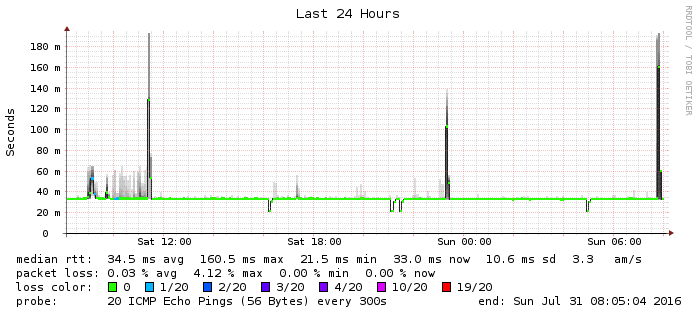 Last 24 Hours
RRDTOOL / TOBI OETIKER
Seconds
180 m
160 m
140 m
120 m
100 m
80 m
60 m
40 m
20 m
0
Sat 12:00 Sat 18:00 Sun 00:00 Sun 06:00
median rtt: 34.5 ms avg 160.5 ms max 21.5 ms min 33.0 ms now 10.6 ms sd 3.3 am/s
packet loss: 0.03 % avg 4.12 % max 0.00 % min 0.00 % now
loss color: 0 1/20 2/20 3/20 4/20 10/20 19/20
probe: 20 ICMP Echo Pings (56 Bytes) every 300s end: Sun Jul 31 08:05:04 2016